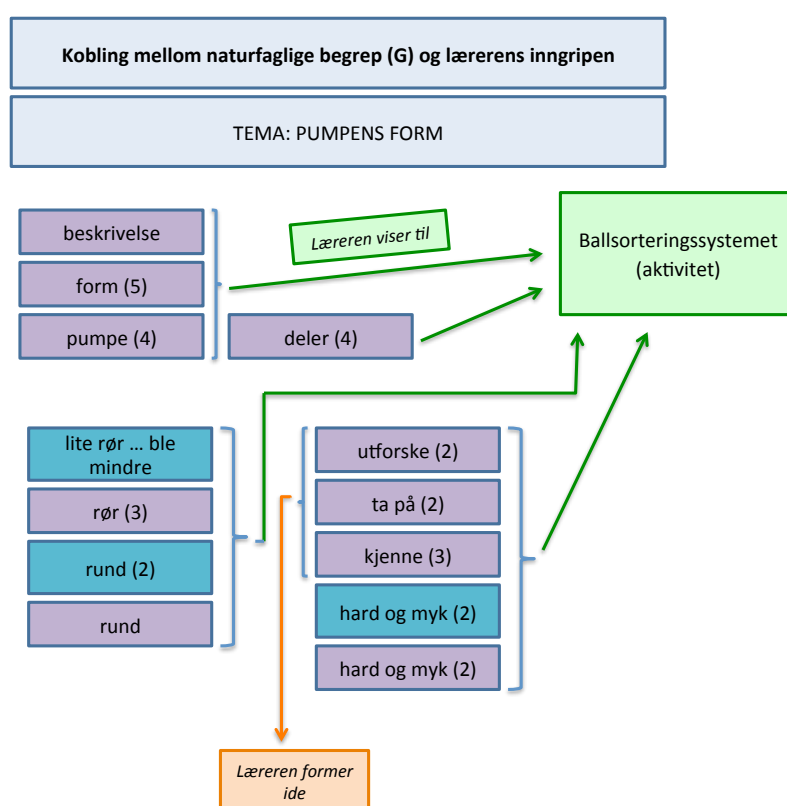 Kobling mellom naturfaglige begrep (G) og lærerens inngripen
TEMA: PUMPENS FORM
beskrivelse
form (5)
pumpe (4)
deler (4)
Læreren viser til
Ballsorteringssystemet
(aktivitet)
lite rør ... ble
mindre
rør (3)
rund (2)
rund
utforske (2)
ta på (2)
kjenne (3)
hard og myk (2)
hard og myk (2)
Læreren former
ide